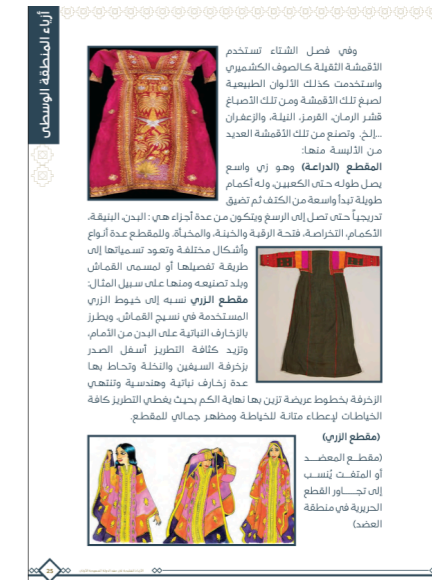 أزياء المنطقة الوسطى
وفي فصل الشتاء تستخدم
الأقمشة الثقيلة كالصوف الكشميري
واستخدمت كذلك الألوان الطبيعية
لصبغ تلك الأقمشة ومن تلك الأصباغ
قشر الرمان، القرمز، النيلة، والزعفران
...إلخ. وتصنع من تلك الأقمشة العديد
من الألبسة منها:
المقطع (الدراعة) وهو زي واسع
يصل طوله حتى الكعبين، وله أكمام
طويلة تبدأ واسعة من الكتف ثم تضيق
تدريجياً حتى تصل إلى الرسغ ويتكون من عدة أجزاء هي: البدن، البنيقة،
الأكمام، التخراصة، فتحة الرقبة والخبنة، والمخبأة. وللمقطع عدة أنواع
وأشكال مختلفة وتعود تسمياتها إلى
طريقة تفصيلها أو لمسمى القماش
وبلد تصنيعه ومنها على سبيل المثال:
مقطع الزري نسبه إلى خيوط الزري
المستخدمة في نسيج القماش، ويطرز
بالزخارف النباتية على البدن من الأمام،
وتزيد كثافة التطريز أسفل الصدر
بزخرفة السيفين والنخلة وتحاط بها
عدة زخارف نباتية وهندسية وتنتهي
الزخرفة بخطوط عريضة تزين بها نهاية الكم بحيث يغطي التطريز كافة
الخياطات لإعطاء متانة للخياطة ومظهر جمالي للمقطع.
(مقطع الزري)
(مقطع المعضد
أو المتفت يُنسب
إلى تجاور القطع
الحريرية في منطقة
العضد)
25